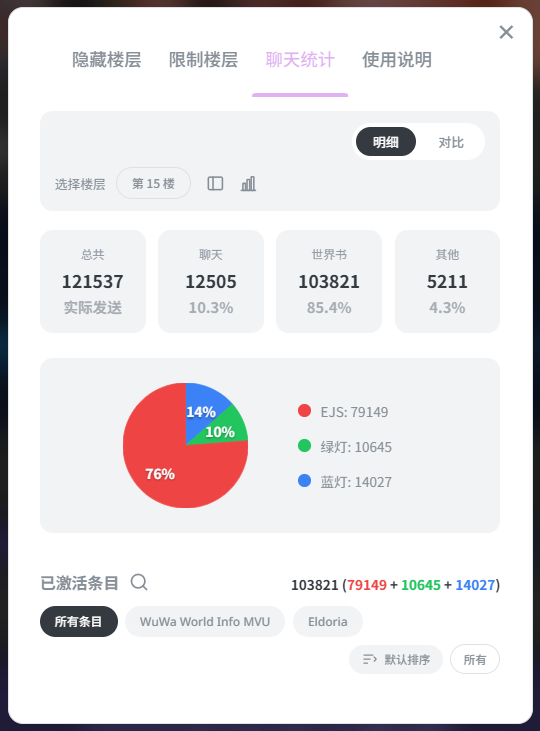 隐藏楼层 限制楼层 聊天统计 使用说明
明细 对比
选择楼层 第 15 楼
总共 聊天 世界书 其他
121537 12505 103821 5211
实际发送 10.3% 85.4% 4.3%
14%
10%
76%
EJS: 79149
绿灯: 10645
蓝灯: 14027
已激活条目 103821 (79149 + 10645 + 14027)
所有条目 WuWa World Info MVU Eldoria
默认排序 所有